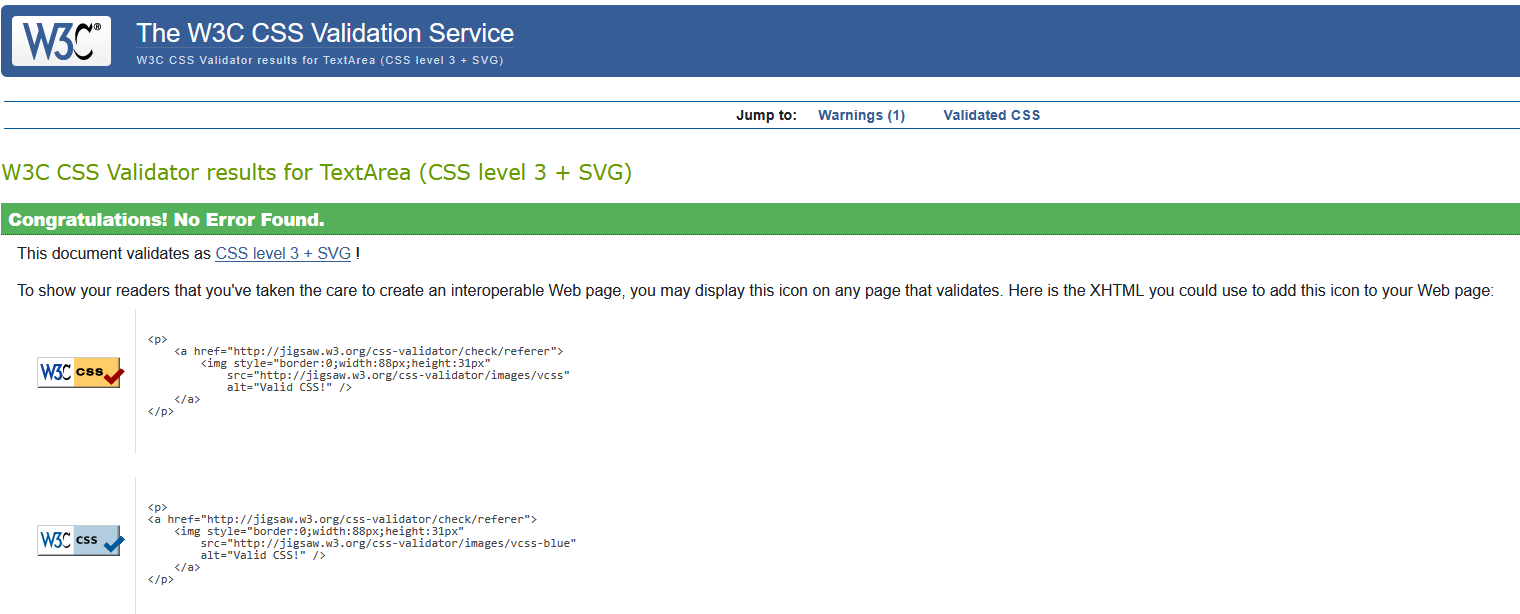 W3C®
The W3C CSS Validation Service
W3C CSS Validator results for TextArea (CSS level 3 + SVG)
Jump to: Warnings (1) Validated CSS
W3C CSS Validator results for TextArea (CSS level 3 + SVG)
Congratulations! No Error Found.
This document validates as CSS level 3 + SVG !
To show your readers that you've taken the care to create an interoperable Web page, you may display this icon on any page that validates. Here is the XHTML you could use to add this icon to your Web page:
W3C css
<p>
    <a href="http://jigsaw.w3.org/css-validator/check/referer">
        <img style="border:0;width:88px;height:31px"
            src="http://jigsaw.w3.org/css-validator/images/vcss"
            alt="Valid CSS!" />
    </a>
</p>
W3C css
<p>
<a href="http://jigsaw.w3.org/css-validator/check/referer">
    <img style="border:0;width:88px;height:31px"
        src="http://jigsaw.w3.org/css-validator/images/vcss-blue"
        alt="Valid CSS!" />
    </a>
</p>